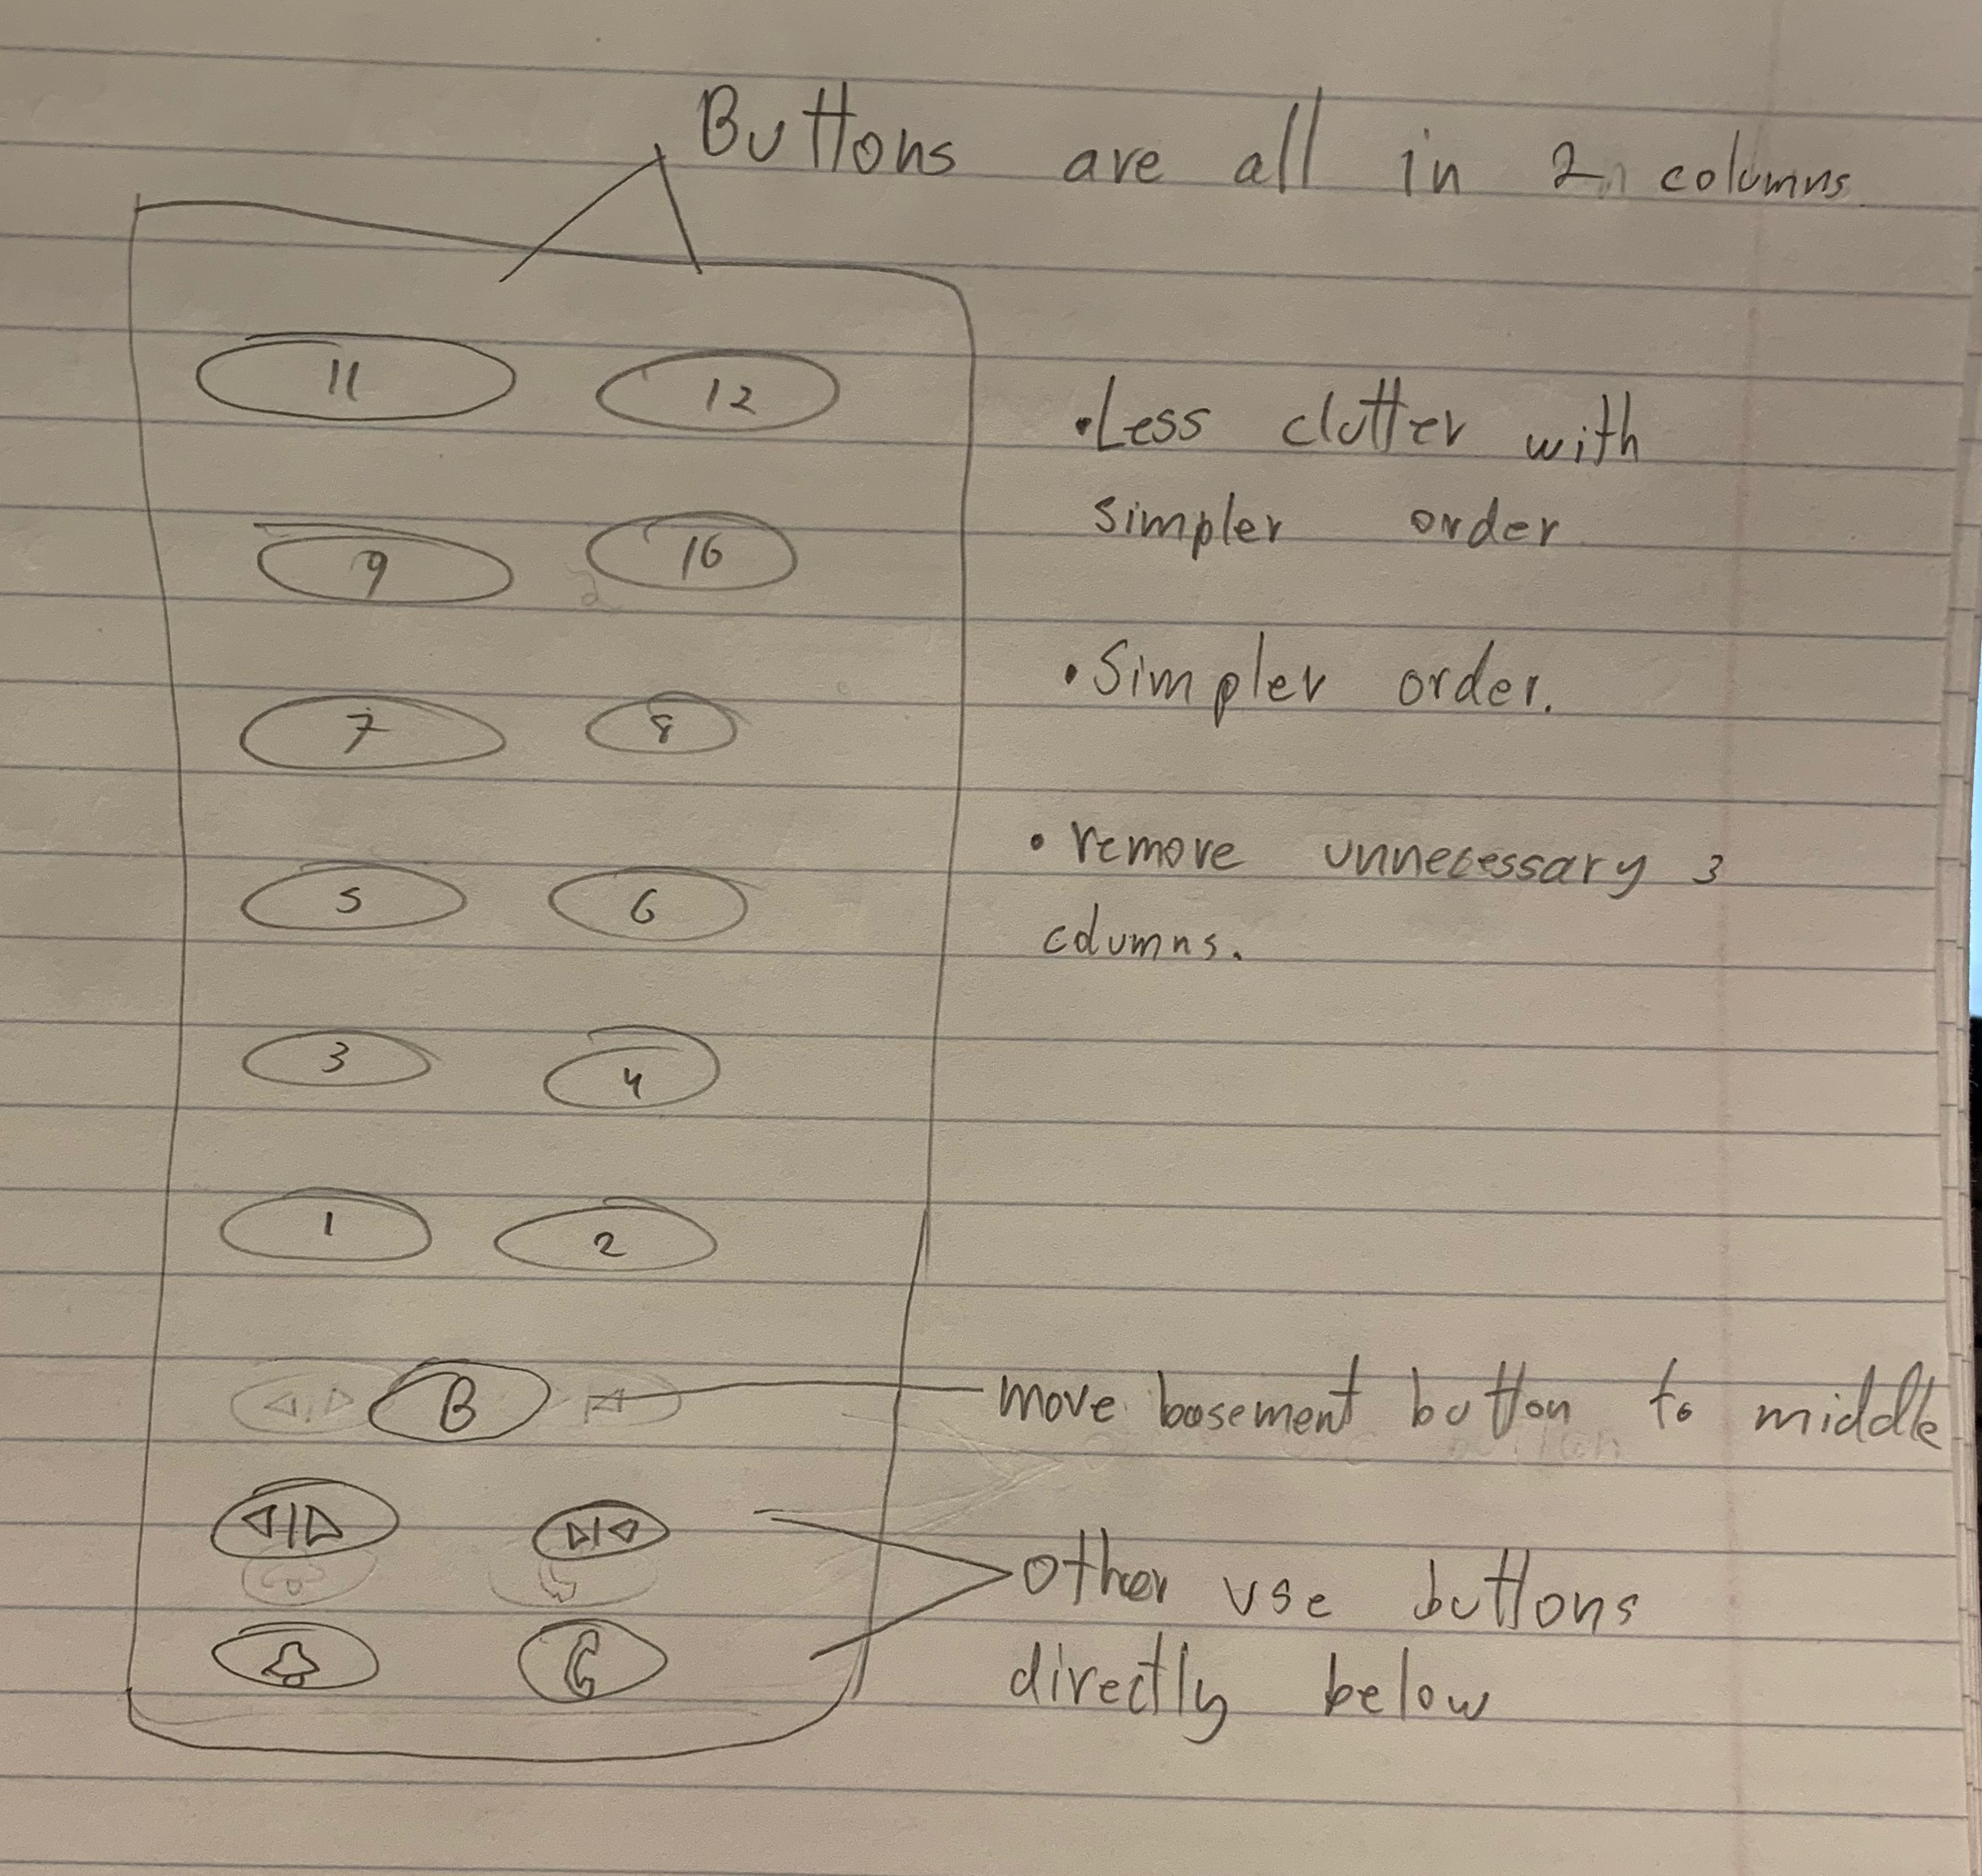 Buttons are all in 2 columns.
11 12
•Less clutter with
simpler order
9 10
•Simpler order.
7 8
•remove unnecessary 3
columns.
5 6
3 4
1 2
B move basement button to middle
other use buttons
directly below